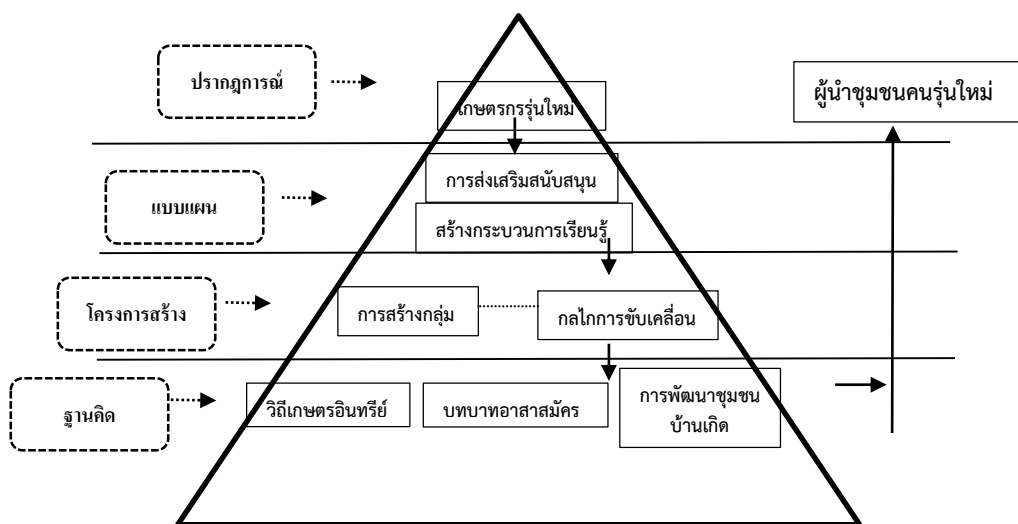 ปรากฎการณ์
เกษตรกรรุ่นใหม่
ผู้นำชุมชนคนรุ่นใหม่
แบบแผน
การส่งเสริมสนับสนุน
สร้างกระบวนการเรียนรู้
โครงการสร้าง
การสร้างกลุ่ม
กลไกการขับเคลื่อน
ฐานคิด
วิถีเกษตรอินทรีย์
บทบาทอาสาสมัคร
การพัฒนาชุมชน
บ้านเกิด